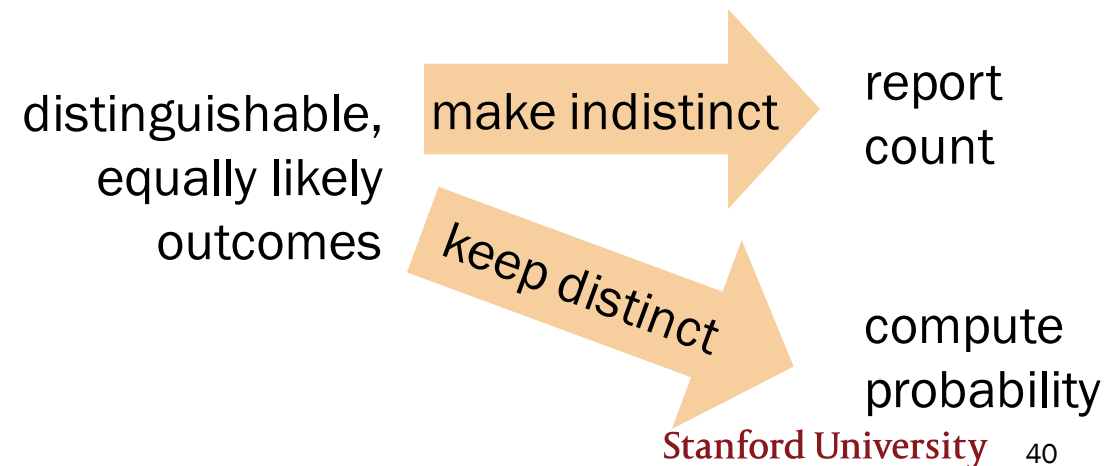 distinguishable,
equally likely
outcomes
make indistinct
report
count
keep distinct
compute
probability
Stanford University 40